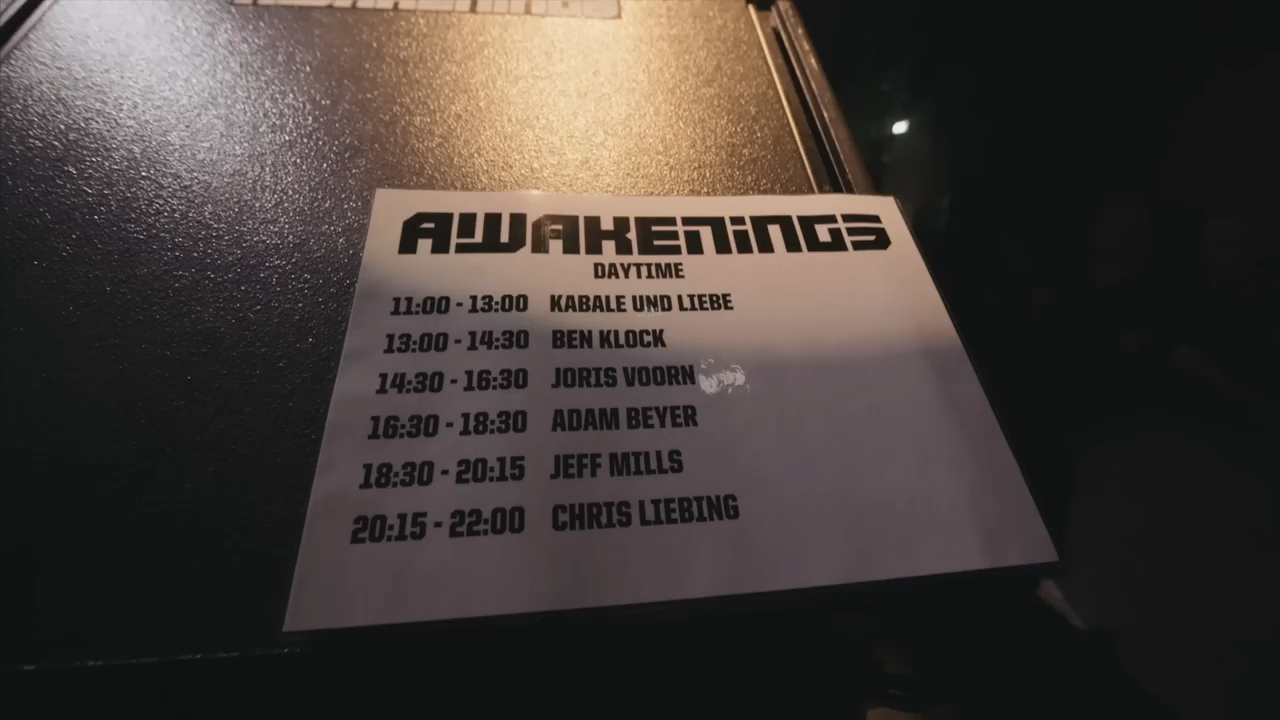 AWAKENINGS
DAYTIME
11:00 - 13:00 KABALE UND LIEBE
13:00 - 14:30 BEN KLOCK
14:30 - 16:30 JORIS VOORN
16:30 - 18:30 ADAM BEYER
18:30 - 20:15 JEFF MILLS
20:15 - 22:00 CHRIS LIEBING